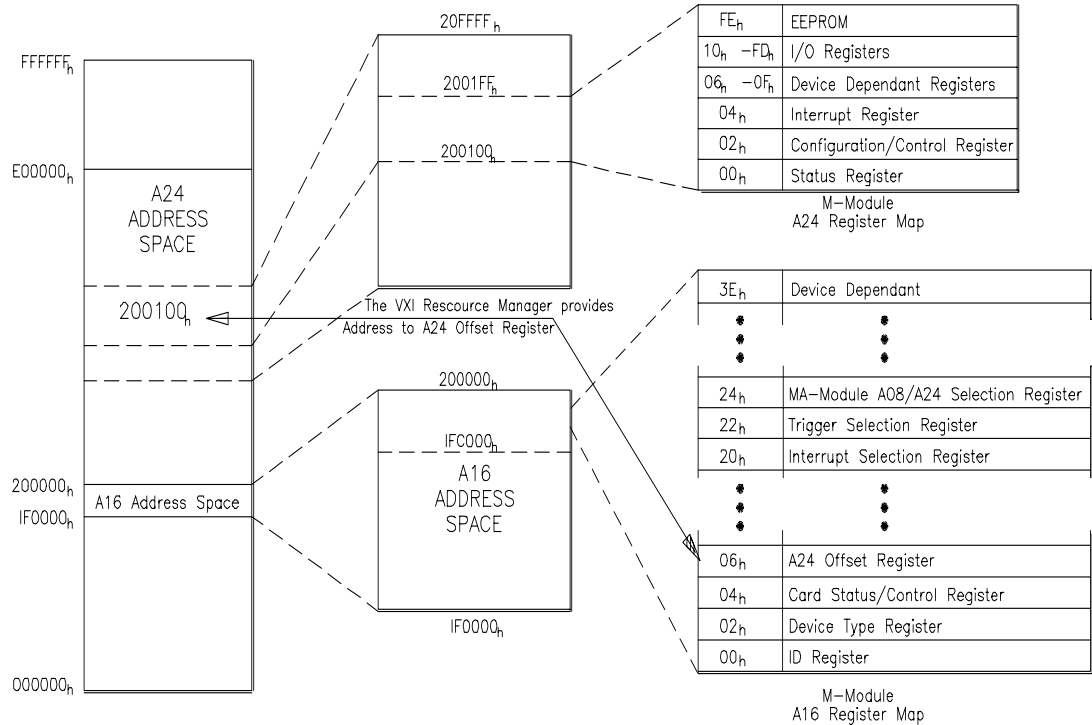 FFFFFFh
E00000h
A24
ADDRESS
SPACE
200100h
200000h
A16 Address Space
1F0000h
000000h
20FFFFh
2001FFh
200100h
The VXI Rescource Manager provides
Address to A24 Offset Register
200000h
1FC000h
A16
ADDRESS
SPACE
1F0000h
FEh EEPROM
10h -FDh I/O Registers
06h -0Fh Device Dependant Registers
04h Interrupt Register
02h Configuration/Control Register
00h Status Register
M-Module
A24 Register Map
3Eh Device Dependant
24h MA-Module A08/A24 Selection Register
22h Trigger Selection Register
20h Interrupt Selection Register
06h A24 Offset Register
04h Card Status/Control Register
02h Device Type Register
00h ID Register
M-Module
A16 Register Map